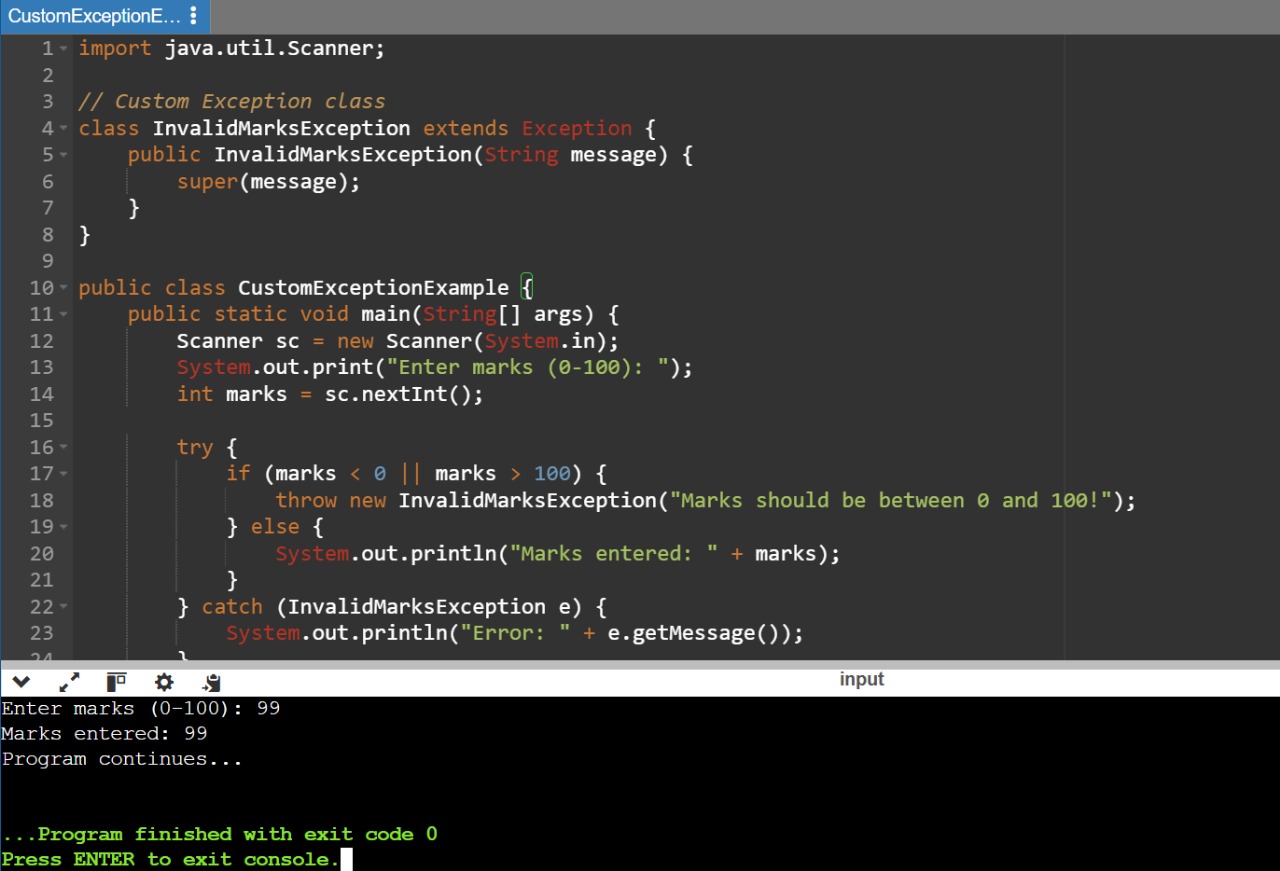 CustomExceptionE...
1 import java.util.Scanner;
2
3 // Custom Exception class
4 class InvalidMarksException extends Exception {
5     public InvalidMarksException(String message) {
6         super(message);
7     }
8 }
9
10 public class CustomExceptionExample {
11     public static void main(String[] args) {
12         Scanner sc = new Scanner(System.in);
13         System.out.print("Enter marks (0-100): ");
14         int marks = sc.nextInt();
15
16         try {
17             if (marks < 0 || marks > 100) {
18                 throw new InvalidMarksException("Marks should be between 0 and 100!");
19             } else {
20                 System.out.println("Marks entered: " + marks);
21             }
22         } catch (InvalidMarksException e) {
23             System.out.println("Error: " + e.getMessage());
24         }
input
Enter marks (0-100): 99
Marks entered: 99
Program continues...
...Program finished with exit code 0
Press ENTER to exit console.